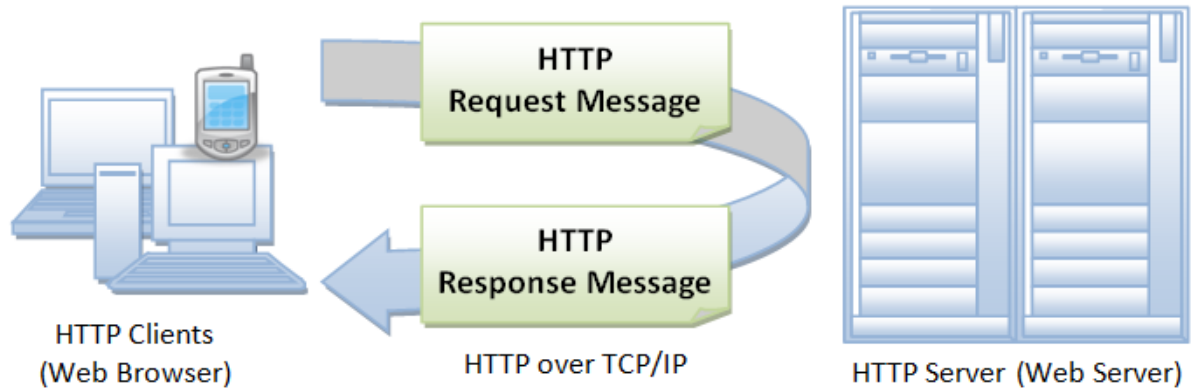 HTTP
Request Message
HTTP
Response Message
HTTP Clients
(Web Browser)
HTTP over TCP/IP
HTTP Server (Web Server)